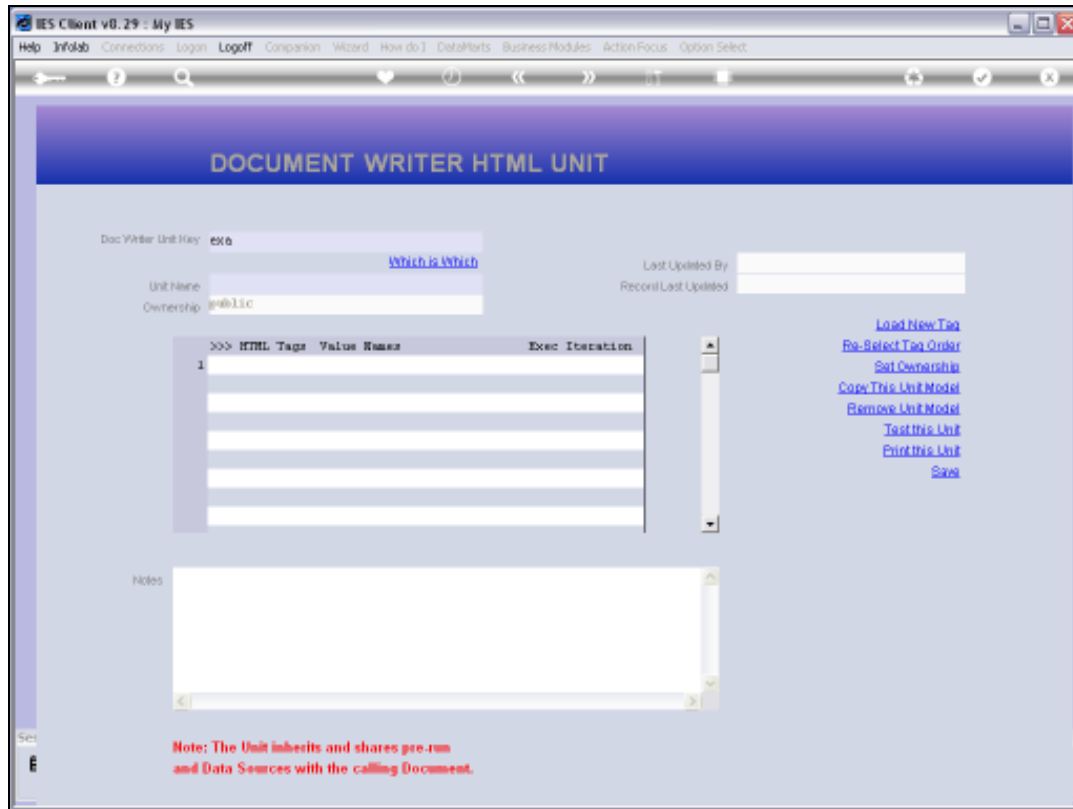 IES Client v8.29 : My IES
Help Infolab Connections Logon Logoff Companion Wizard How do I DataMarts Business Modules Action Focus Option Select
DOCUMENT WRITER HTML UNIT
Doc Writer Unit Key exa
Which is Which
Last Updated By
Unit Name
Record Last Updated
Ownership public
Load New Tag
>>> HTML Tags Value Names Exec Iteration
Re-Select Tag Order
1
Set Ownership
Copy This Unit Model
Remove Unit Model
Test this Unit
Print this Unit
Save
Notes
Note: The Unit inherits and shares pre-run
and Data Sources with the calling Document.